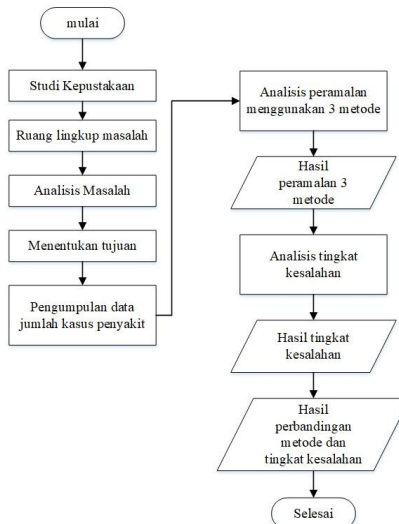 mulai
Studi Kepustakaan
Ruang lingkup masalah
Analisis Masalah
Menentukan tujuan
Pengumpulan data
jumlah kasus penyakit
Analisis peramalan
menggunakan 3 metode
Hasil
peramalan 3
metode
Analisis tingkat
kesalahan
Hasil tingkat
kesalahan
Hasil
perbandingan
metode dan
tingkat kesalahan
Selesai